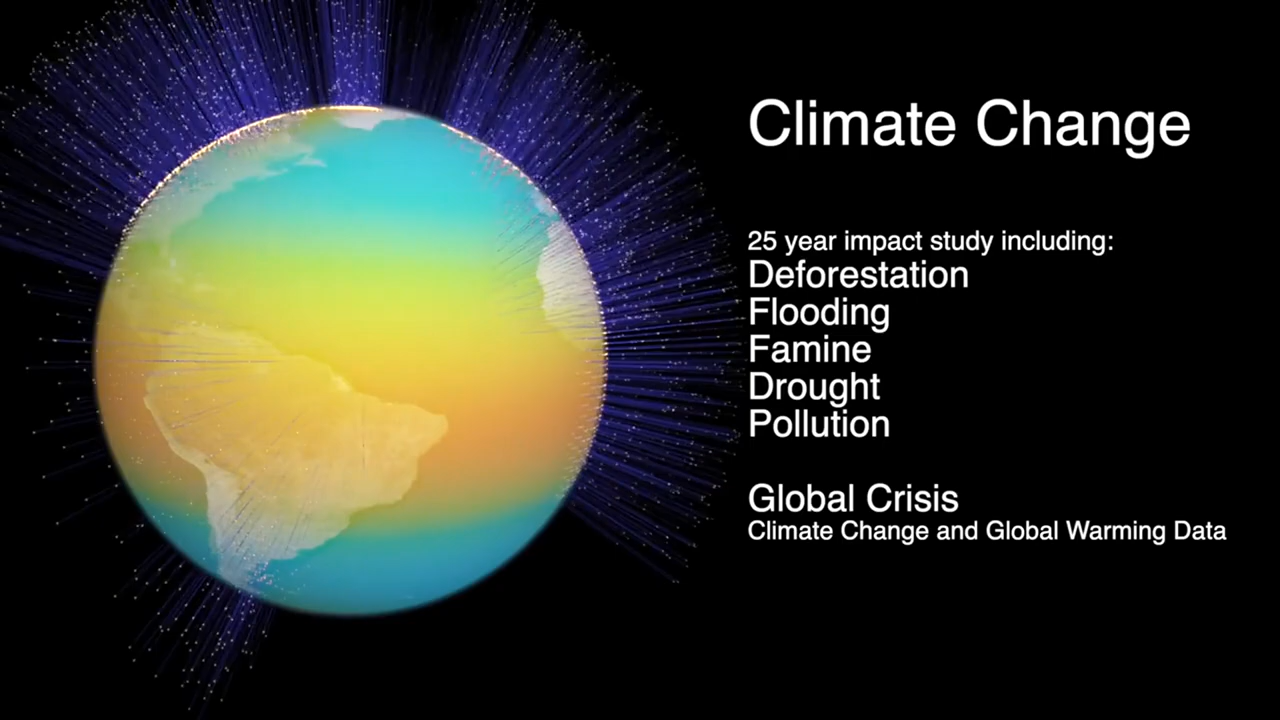 Climate Change
25 year impact study including:
Deforestation
Flooding
Famine
Drought
Pollution
Global Crisis
Climate Change and Global Warming Data